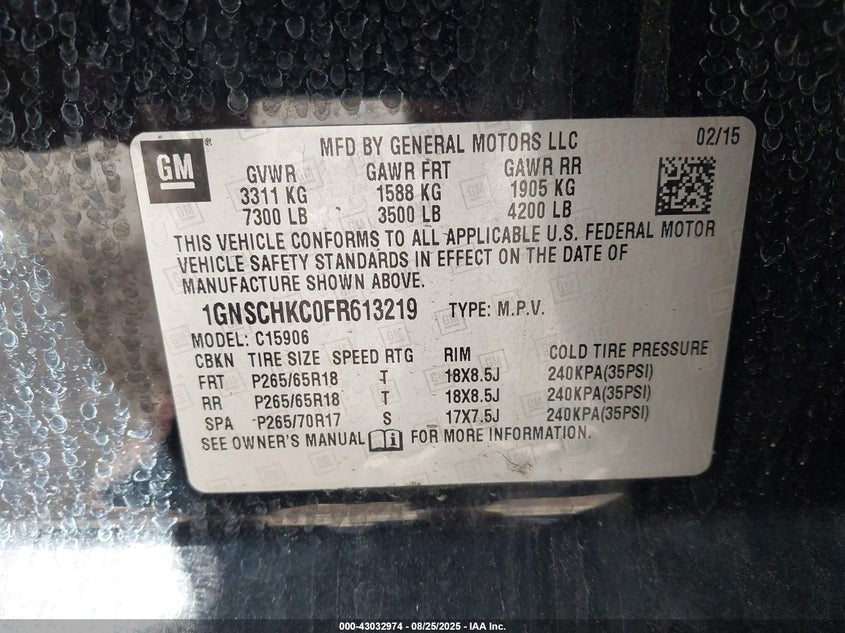 GM ®
MFD BY GENERAL MOTORS LLC 02/15
GVWR GAWR FRT GAWR RR
3311 KG 1588 KG 1905 KG
7300 LB 3500 LB 4200 LB
THIS VEHICLE CONFORMS TO ALL APPLICABLE U.S. FEDERAL MOTOR
VEHICLE SAFETY STANDARDS IN EFFECT ON THE DATE OF
MANUFACTURE SHOWN ABOVE.
1GNSCHKC0FR613219 TYPE: M.P.V.
MODEL: C15906
CBKN TIRE SIZE SPEED RTG RIM COLD TIRE PRESSURE
FRT P265/65R18 T 18X8.5J 240KPA(35PSI)
RR P265/65R18 T 18X8.5J 240KPA(35PSI)
SPA P265/70R17 S 17X7.5J 240KPA(35PSI)
SEE OWNER'S MANUAL FOR MORE INFORMATION.
000-43032974 - 08/25/2025 - IAA Inc.